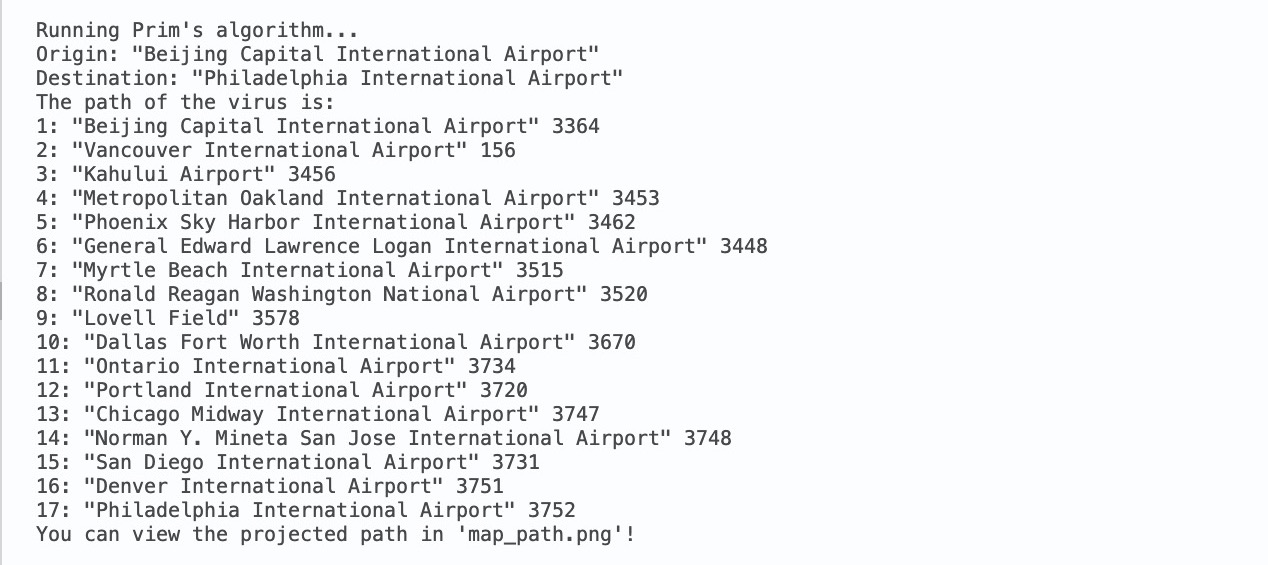 Running Prim's algorithm...
Origin: "Beijing Capital International Airport"
Destination: "Philadelphia International Airport"
The path of the virus is:
1: "Beijing Capital International Airport" 3364
2: "Vancouver International Airport" 156
3: "Kahului Airport" 3456
4: "Metropolitan Oakland International Airport" 3453
5: "Phoenix Sky Harbor International Airport" 3462
6: "General Edward Lawrence Logan International Airport" 3448
7: "Myrtle Beach International Airport" 3515
8: "Ronald Reagan Washington National Airport" 3520
9: "Lovell Field" 3578
10: "Dallas Fort Worth International Airport" 3670
11: "Ontario International Airport" 3734
12: "Portland International Airport" 3720
13: "Chicago Midway International Airport" 3747
14: "Norman Y. Mineta San Jose International Airport" 3748
15: "San Diego International Airport" 3731
16: "Denver International Airport" 3751
17: "Philadelphia International Airport" 3752
You can view the projected path in 'map_path.png'!